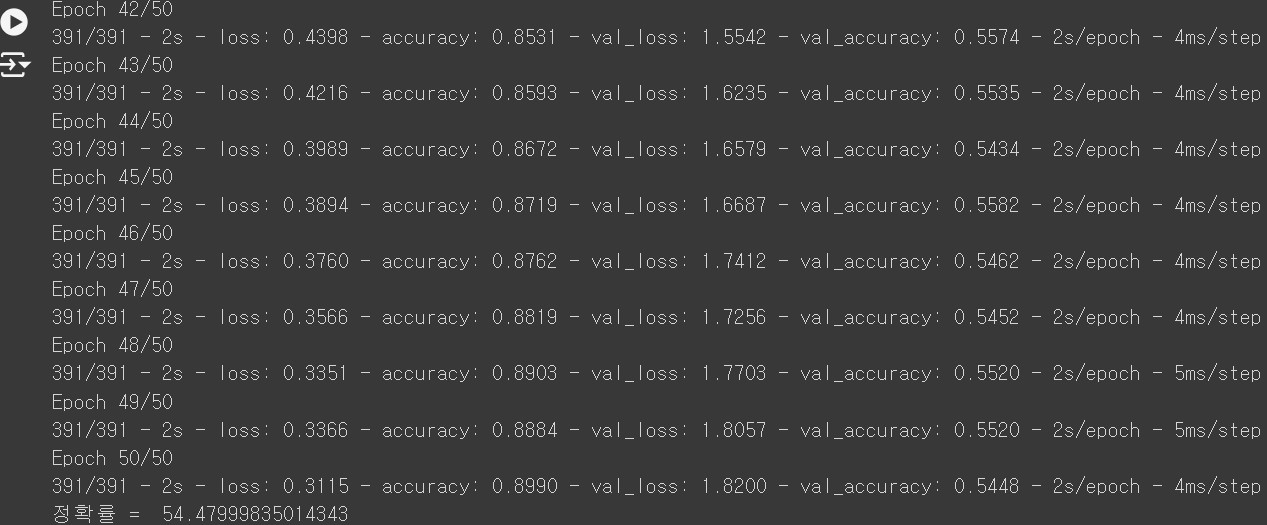 Epoch 42/50
391/391 - 2s - loss: 0.4398 - accuracy: 0.8531 - val_loss: 1.5542 - val_accuracy: 0.5574 - 2s/epoch - 4ms/step
Epoch 43/50
391/391 - 2s - loss: 0.4216 - accuracy: 0.8593 - val_loss: 1.6235 - val_accuracy: 0.5535 - 2s/epoch - 4ms/step
Epoch 44/50
391/391 - 2s - loss: 0.3989 - accuracy: 0.8672 - val_loss: 1.6579 - val_accuracy: 0.5434 - 2s/epoch - 4ms/step
Epoch 45/50
391/391 - 2s - loss: 0.3894 - accuracy: 0.8719 - val_loss: 1.6687 - val_accuracy: 0.5582 - 2s/epoch - 4ms/step
Epoch 46/50
391/391 - 2s - loss: 0.3760 - accuracy: 0.8762 - val_loss: 1.7412 - val_accuracy: 0.5462 - 2s/epoch - 4ms/step
Epoch 47/50
391/391 - 2s - loss: 0.3566 - accuracy: 0.8819 - val_loss: 1.7256 - val_accuracy: 0.5452 - 2s/epoch - 4ms/step
Epoch 48/50
391/391 - 2s - loss: 0.3351 - accuracy: 0.8903 - val_loss: 1.7703 - val_accuracy: 0.5520 - 2s/epoch - 5ms/step
Epoch 49/50
391/391 - 2s - loss: 0.3366 - accuracy: 0.8884 - val_loss: 1.8057 - val_accuracy: 0.5520 - 2s/epoch - 5ms/step
Epoch 50/50
391/391 - 2s - loss: 0.3115 - accuracy: 0.8990 - val_loss: 1.8200 - val_accuracy: 0.5448 - 2s/epoch - 4ms/step
정확률 =  54.47999835014343